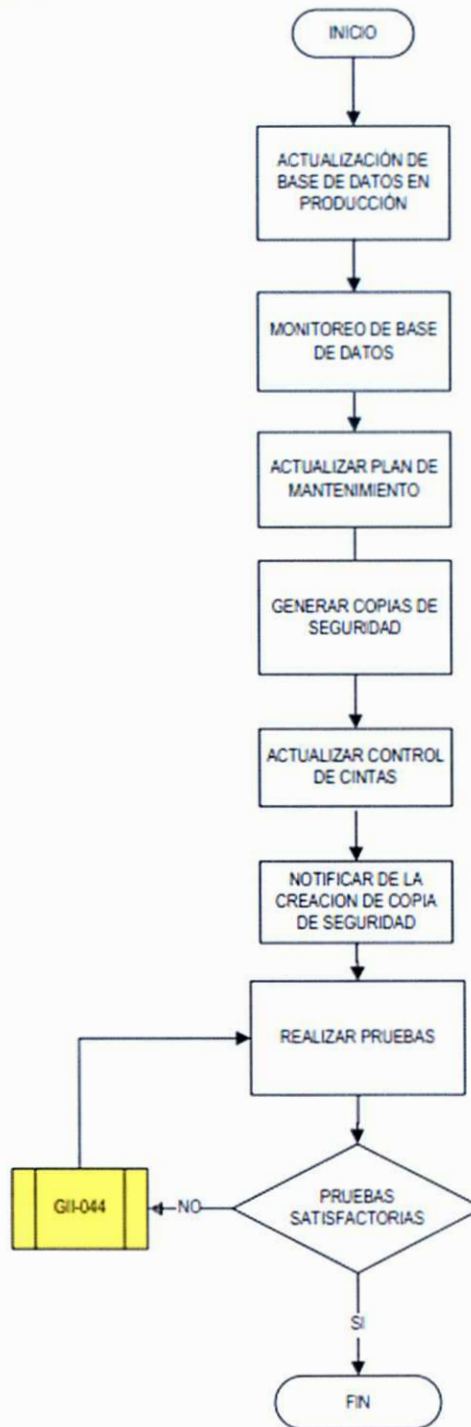 INICIO
ACTUALIZACIÓN DE
BASE DE DATOS EN
PRODUCCIÓN
MONITOREO DE BASE
DE DATOS
ACTUALIZAR PLAN DE
MANTENIMIENTO
GENERAR COPIAS DE
SEGURIDAD
ACTUALIZAR CONTROL
DE CINTAS
NOTIFICAR DE LA
CREACION DE COPIA
DE SEGURIDAD
REALIZAR PRUEBAS
GII-044
NO
PRUEBAS
SATISFACTORIAS
SI
FIN